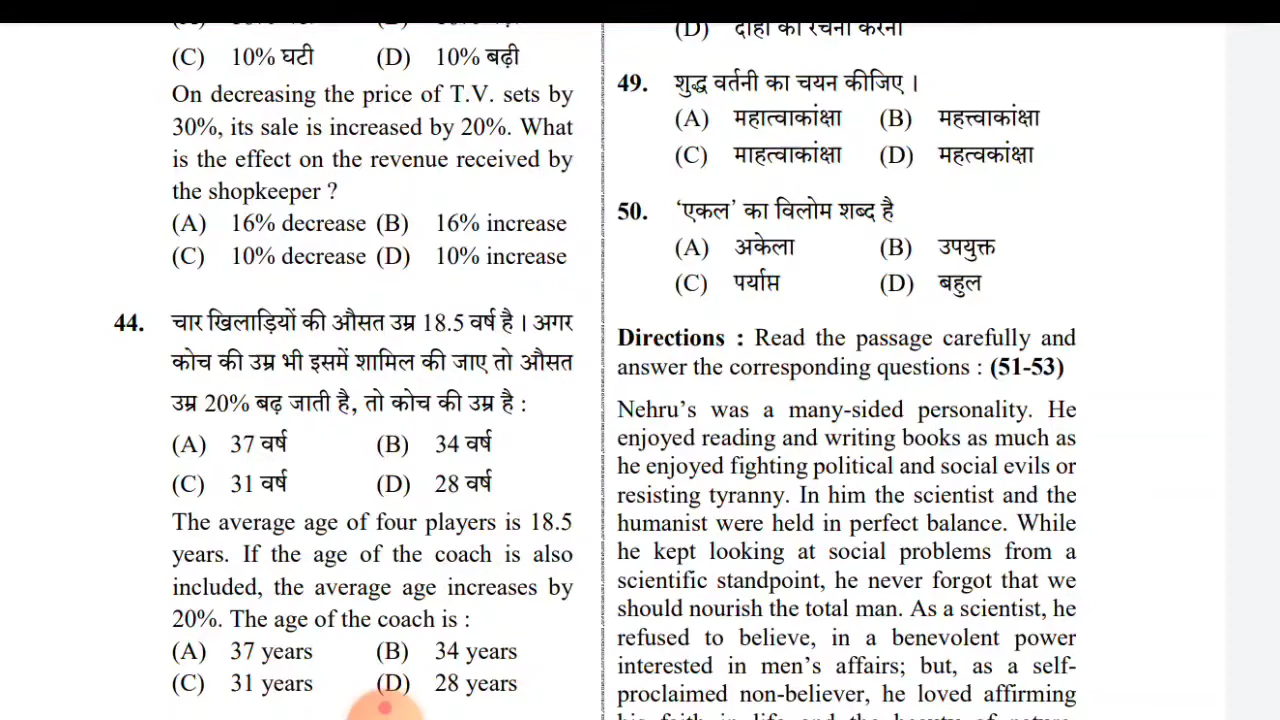 (C) 10% घटी (D) 10% बढ़ी
On decreasing the price of T.V. sets by
30%, its sale is increased by 20%. What
is the effect on the revenue received by
the shopkeeper ?
(A) 16% decrease (B) 16% increase
(C) 10% decrease (D) 10% increase
44. चार खिलाड़ियों की औसत उम्र 18.5 वर्ष है । अगर
कोच की उम्र भी इसमें शामिल की जाए तो औसत
उम्र 20% बढ़ जाती है, तो कोच की उम्र है :
(A) 37 वर्ष (B) 34 वर्ष
(C) 31 वर्ष (D) 28 वर्ष
The average age of four players is 18.5
years. If the age of the coach is also
included, the average age increases by
20%. The age of the coach is :
(A) 37 years (B) 34 years
(C) 31 years (D) 28 years
(D) दोहा की रचना करना
49. शुद्ध वर्तनी का चयन कीजिए ।
(A) महात्वाकांक्षा (B) महत्त्वाकांक्षा
(C) माहत्वाकांक्षा (D) महत्वकांक्षा
50. ‘एकल’ का विलोम शब्द है
(A) अकेला (B) उपयुक्त
(C) पर्याप्त (D) बहुल
Directions : Read the passage carefully and
answer the corresponding questions : (51-53)
Nehru’s was a many-sided personality. He
enjoyed reading and writing books as much as
he enjoyed fighting political and social evils or
resisting tyranny. In him the scientist and the
humanist were held in perfect balance. While
he kept looking at social problems from a
scientific standpoint, he never forgot that we
should nourish the total man. As a scientist, he
refused to believe, in a benevolent power
interested in men’s affairs; but, as a self-
proclaimed non-believer, he loved affirming
his faith in life and the beauty of nature.